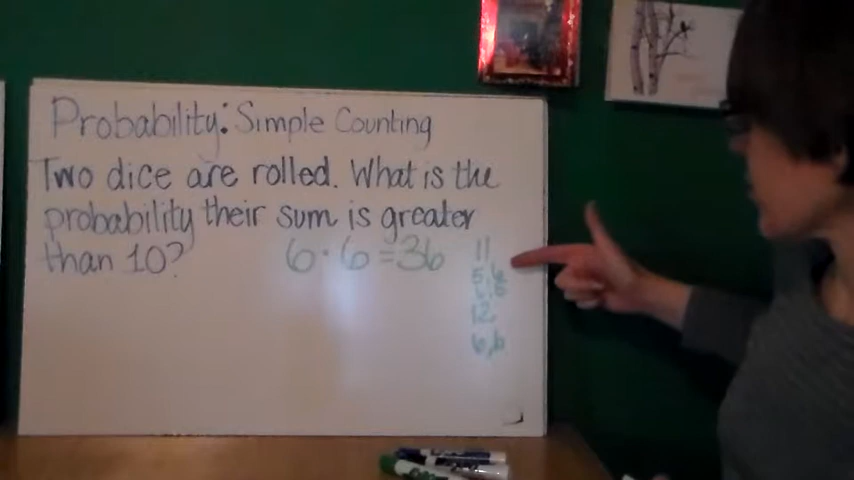 Probability: Simple Counting
Two dice are rolled. What is the
probability their sum is greater
than 10?
6·6=36
11
5,6
6,5
12
6,6